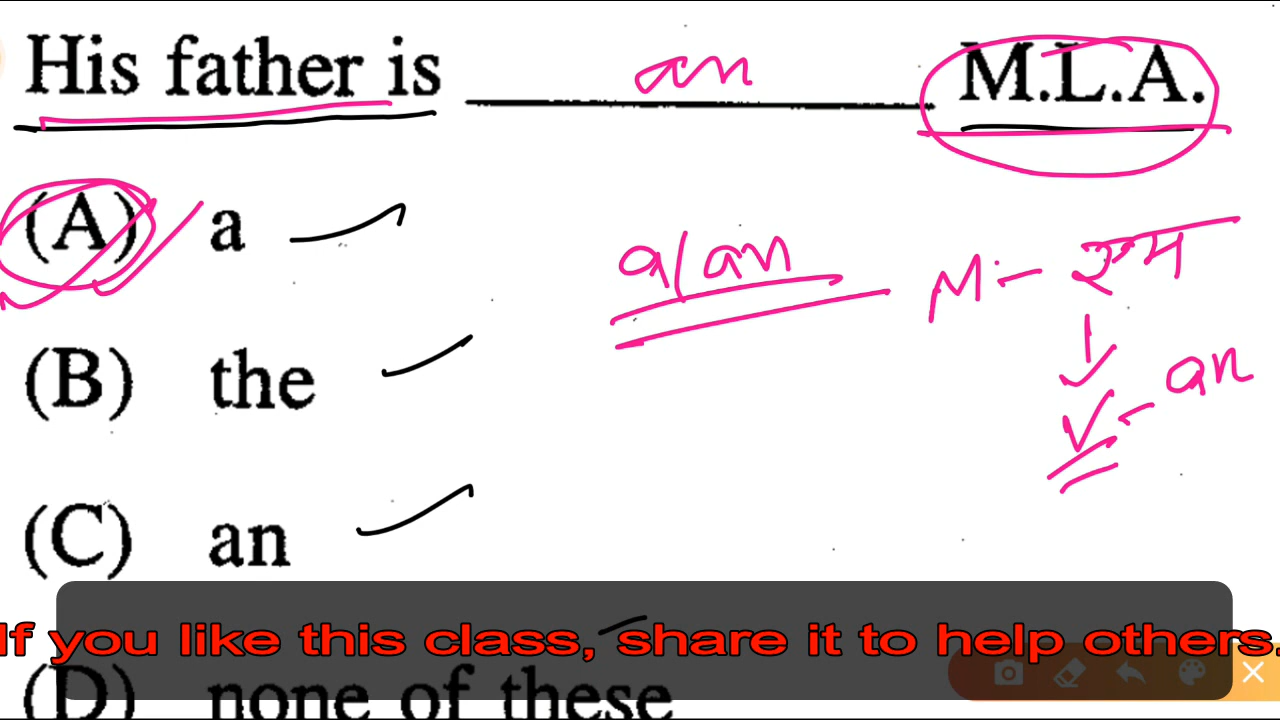 His father is an M.L.A.
(A) a
a/an M - एम
(B) the
V - an
(C) an
If you like this class, share it to help others.
(D) none of these